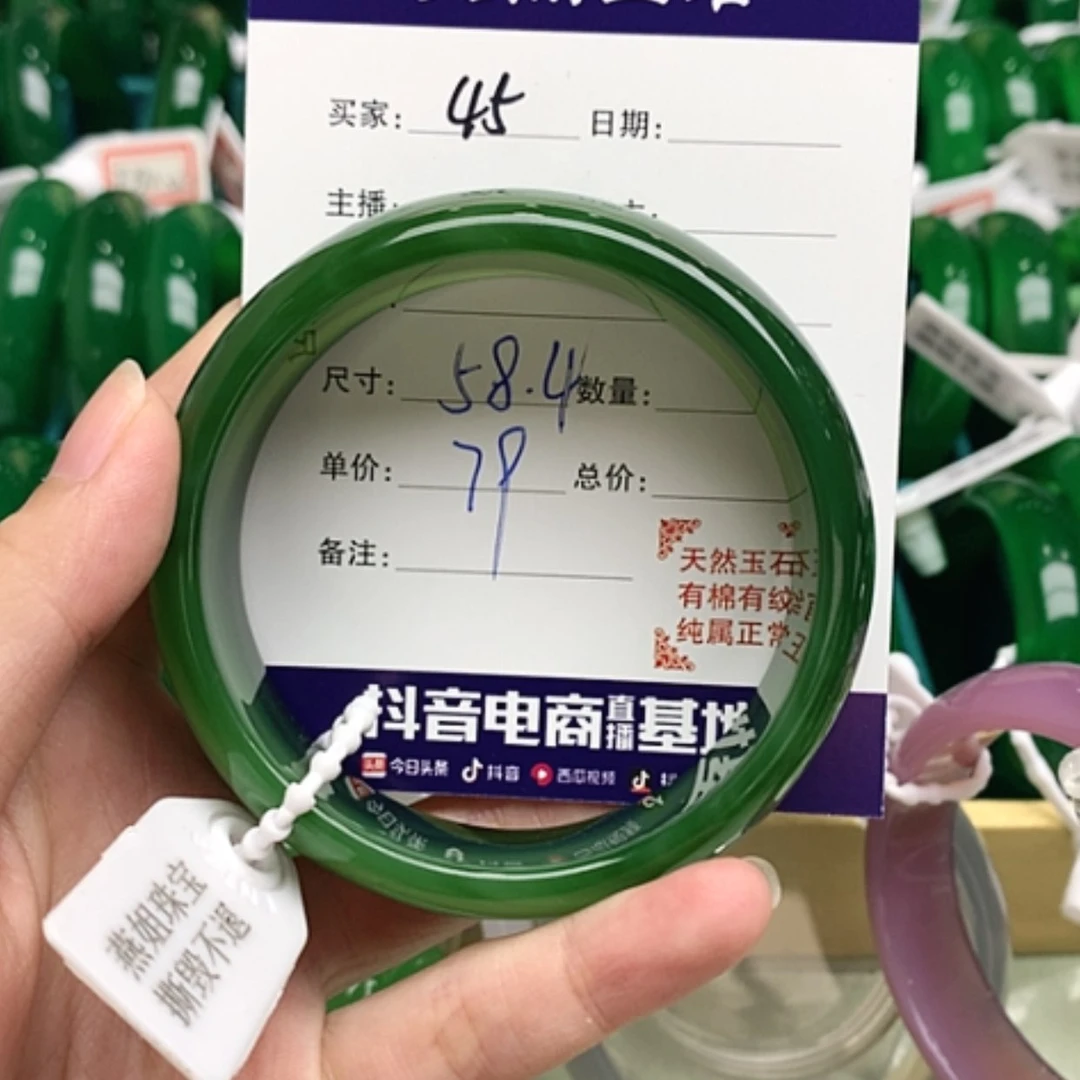 买家: 45 日期:
主播:
尺寸: 58.4 数量:
单价: 79 总价:
备注:
天然玉石
有棉有纹
纯属正常
抖音电商直播基地
今日头条 抖音 西瓜视频
燕姐珠宝
撕毁不退